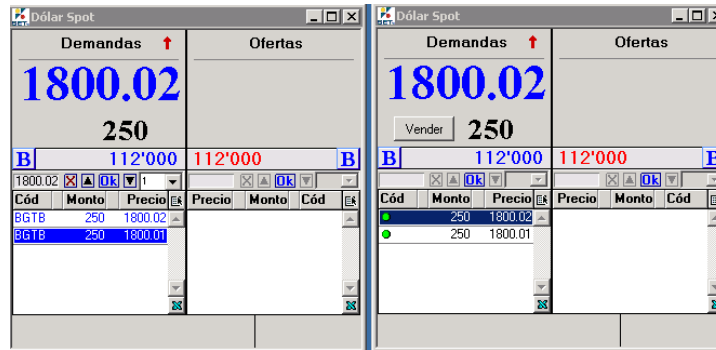 Dólar Spot
Demandas Ofertas
1800.02
250
B 112'000 112'000 B
1800.02 Ok 1 Ok
Cód Monto Precio Precio Monto Cód
BGTB 250 1800.02
BGTB 250 1800.01
Dólar Spot
Demandas Ofertas
1800.02
Vender 250
B 112'000 112'000 B
Ok Ok
Cód Monto Precio Precio Monto Cód
250 1800.02
250 1800.01